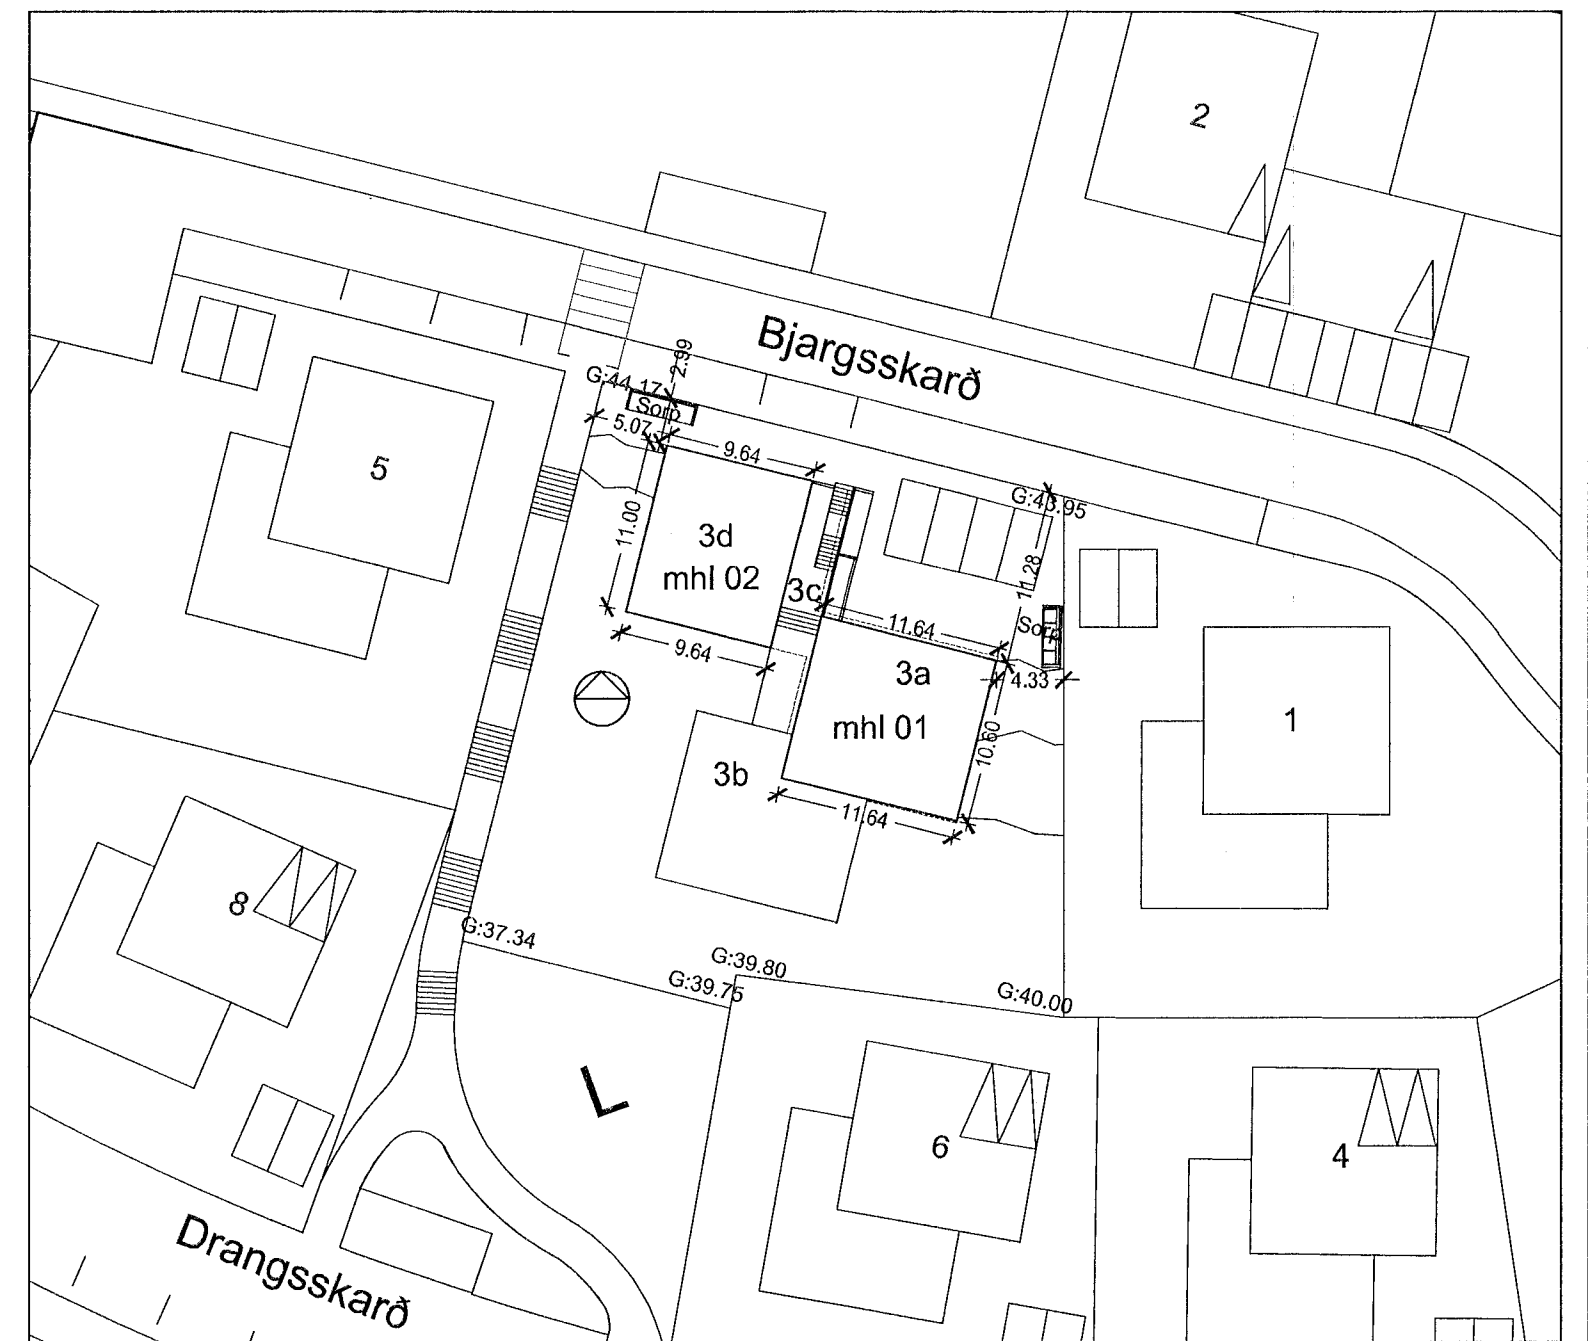 2
Bjargsskarð
2.99
G:44.17
Sorp
5.07
9.64
5
11.00
3d
mhl 02
3c
G:43.95
11.28
Sorp
11.64
9.64
3a
4.33
mhl 01
10.60
1
3b
11.64
8
G:37.34
G:39.80
G:39.75
G:40.00
6
4
Drangsskarð